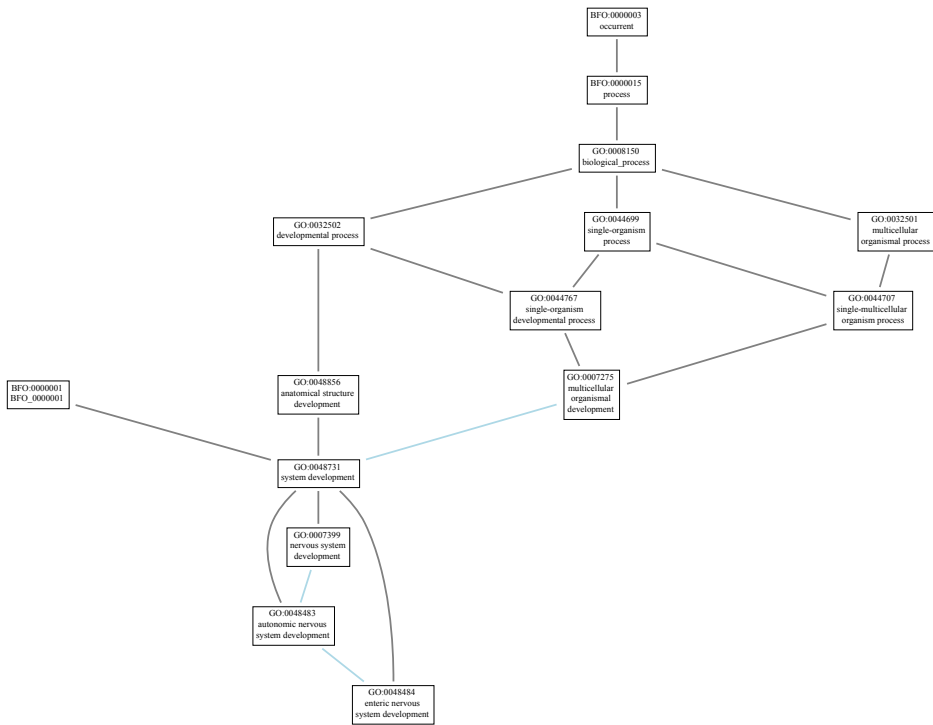 BFO:0000003
occurrent
BFO:0000015
process
GO:0008150
biological_process
GO:0032502
developmental process
GO:0044699
single-organism
process
GO:0032501
multicellular
organismal process
GO:0044767
single-organism
developmental process
GO:0044707
single-multicellular
organism process
BFO:0000001
BFO_0000001
GO:0048856
anatomical structure
development
GO:0007275
multicellular
organismal
development
GO:0048731
system development
GO:0007399
nervous system
development
GO:0048483
autonomic nervous
system development
GO:0048484
enteric nervous
system development